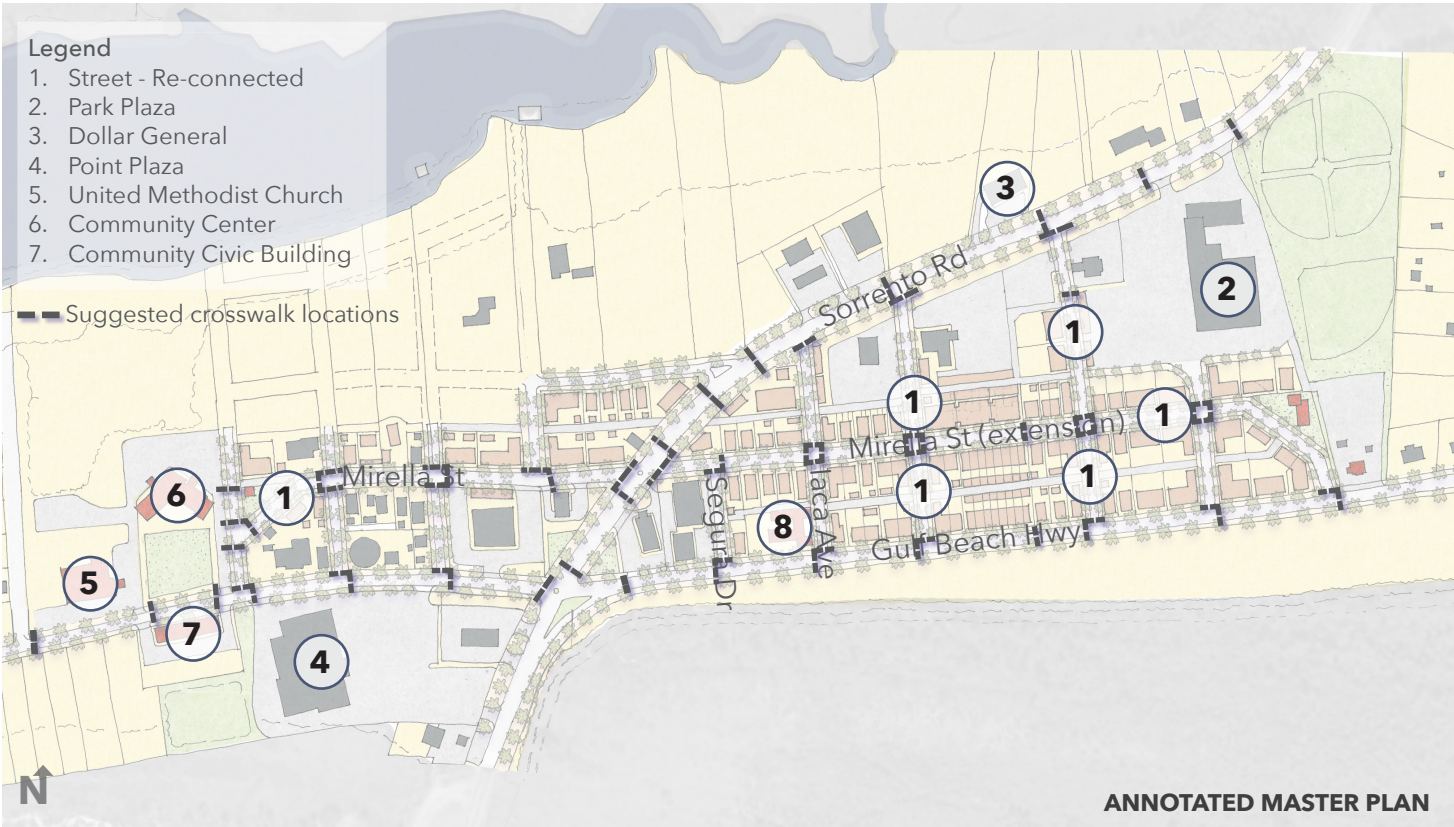 Legend
1. Street - Re-connected
2. Park Plaza
3. Dollar General
4. Point Plaza
5. United Methodist Church
6. Community Center
7. Community Civic Building
Suggested crosswalk locations
3
2
Sorrento Rd
1
1
1
Mirella St (extension)
Mirella St
6
1
1
1
Segura Dr
8
Iaca Ave
Gulf Beach Hwy
5
7
4
N
ANNOTATED MASTER PLAN